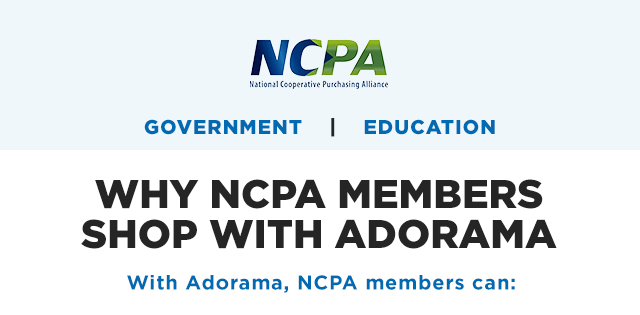 NCPA
National Cooperative Purchasing Alliance
GOVERNMENT | EDUCATION
WHY NCPA MEMBERS
SHOP WITH ADORAMA
With Adorama, NCPA members can: